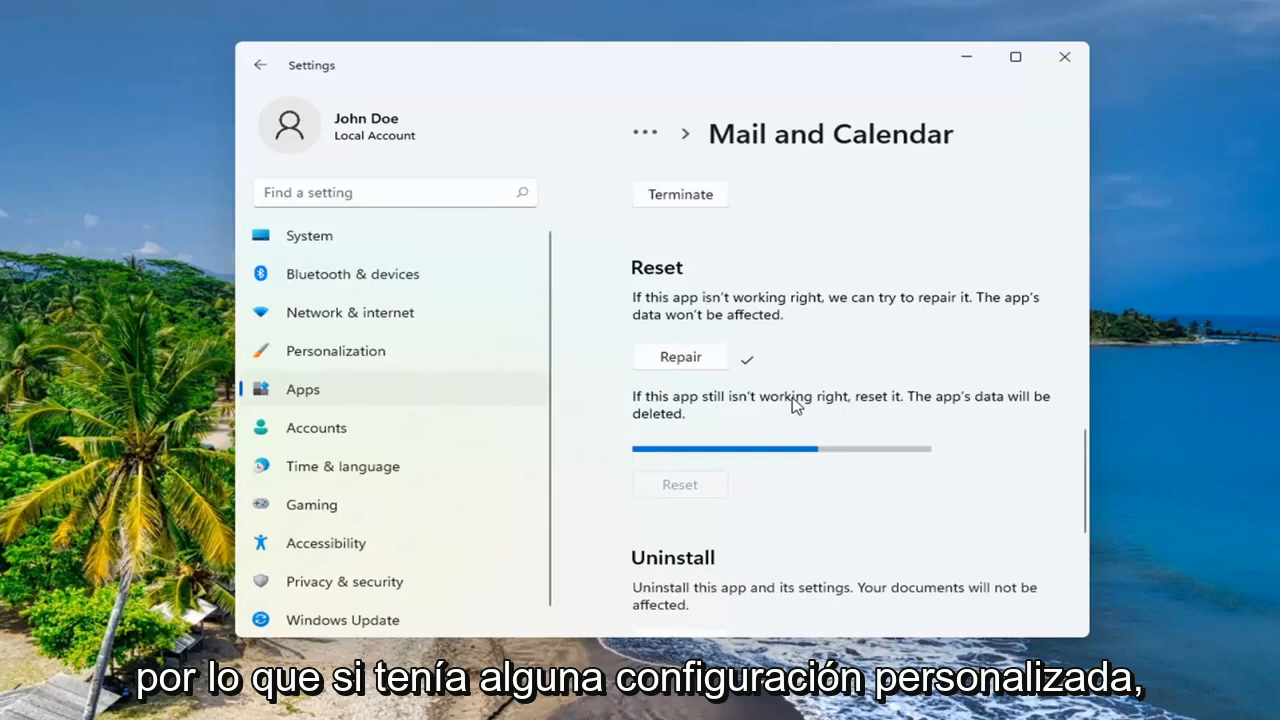 Settings
John Doe
Local Account
Find a setting
System
Bluetooth & devices
Network & internet
Personalization
Apps
Accounts
Time & language
Gaming
Accessibility
Privacy & security
Windows Update
... > Mail and Calendar
Terminate
Reset
If this app isn't working right, we can try to repair it. The app's
data won't be affected.
Repair
If this app still isn't working right, reset it. The app's data will be
deleted.
Reset
Uninstall
Uninstall this app and its settings. Your documents will not be
affected.
por lo que si tenía alguna configuración personalizada,